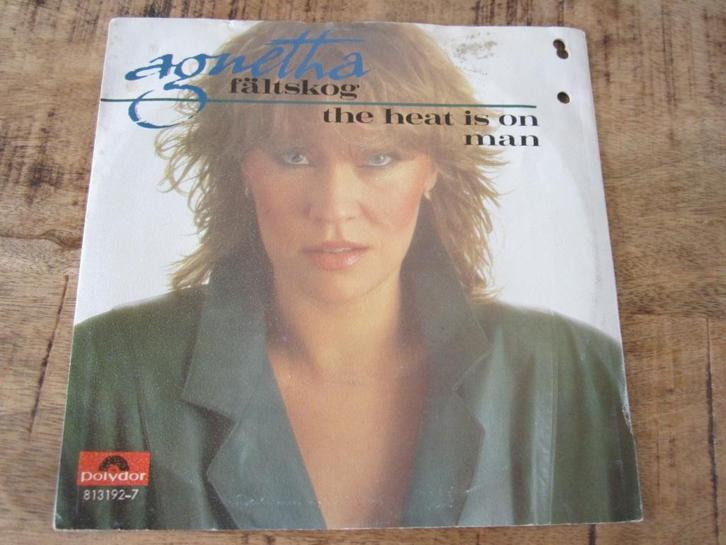 agnetha
fältskog
the heat is on
man
polydor
813192-7